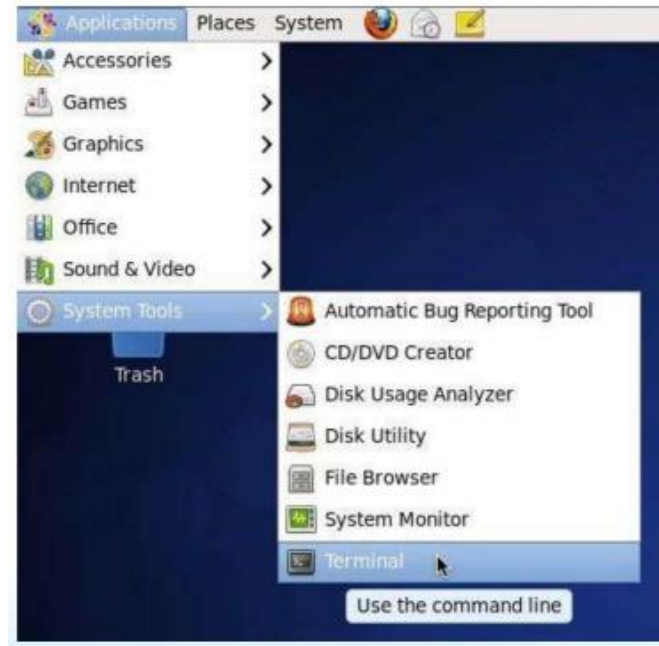 Applications Places System
Accessories
Games
Graphics
Internet
Office
Sound & Video
System Tools
Trash
Automatic Bug Reporting Tool
CD/DVD Creator
Disk Usage Analyzer
Disk Utility
File Browser
System Monitor
Terminal
Use the command line